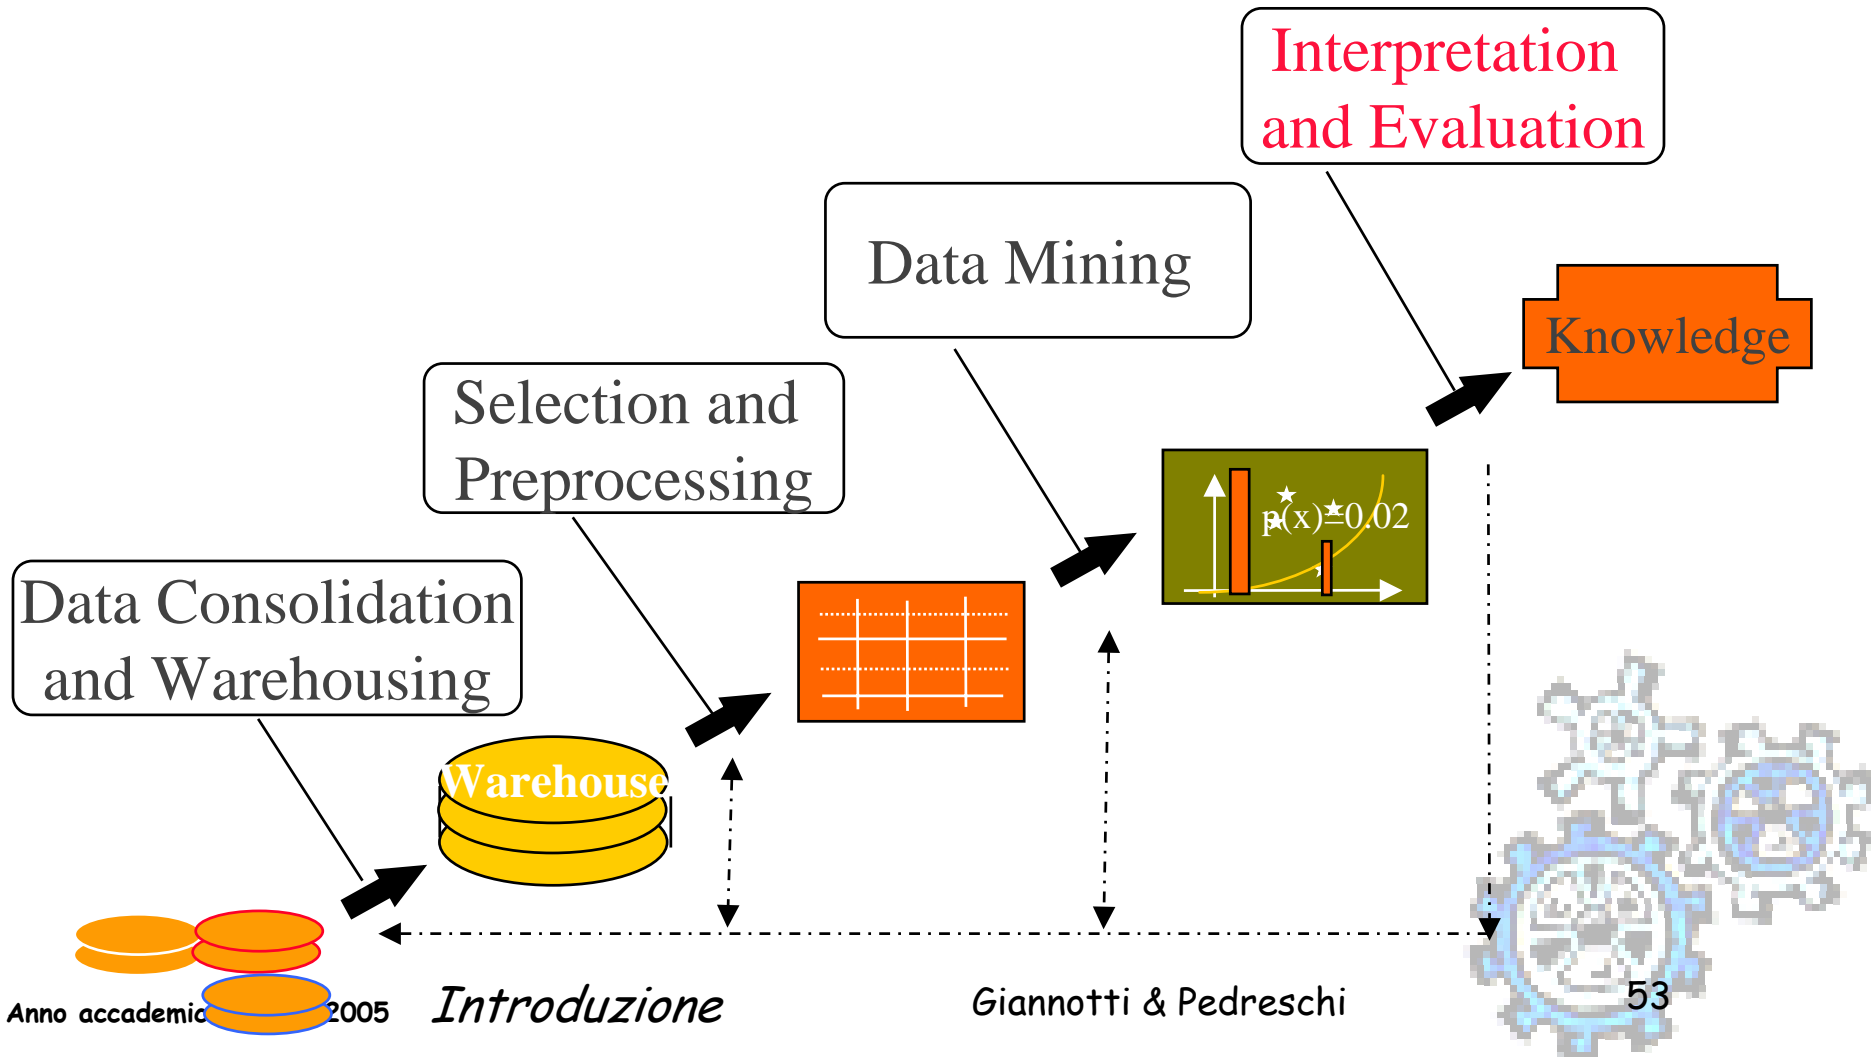 Interpretation
and Evaluation
Data Mining
Knowledge
Selection and
Preprocessing
p(x)=0.02
Data Consolidation
and Warehousing
Warehouse
Anno accademic 2005
Introduzione
Giannotti & Pedreschi
53